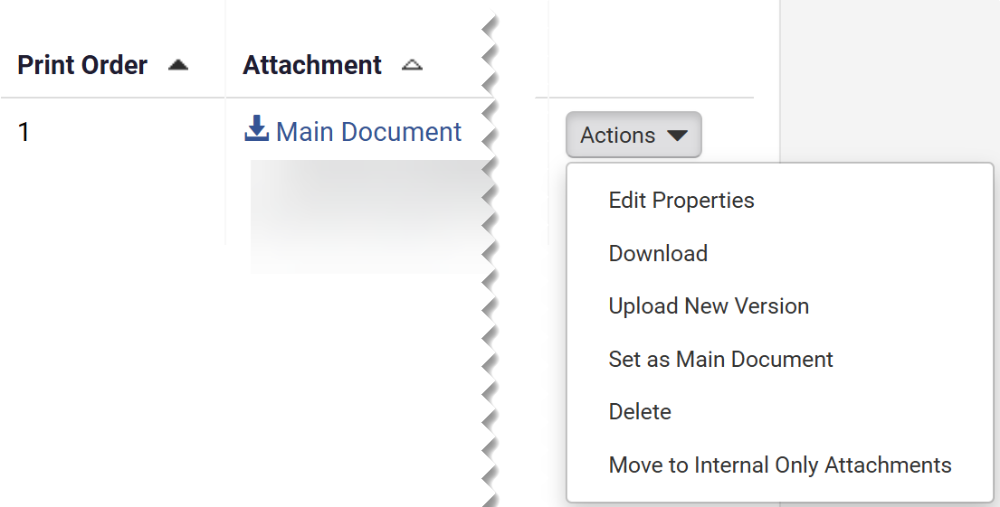 Print Order Attachment
1 Main Document Actions
Edit Properties
Download
Upload New Version
Set as Main Document
Delete
Move to Internal Only Attachments